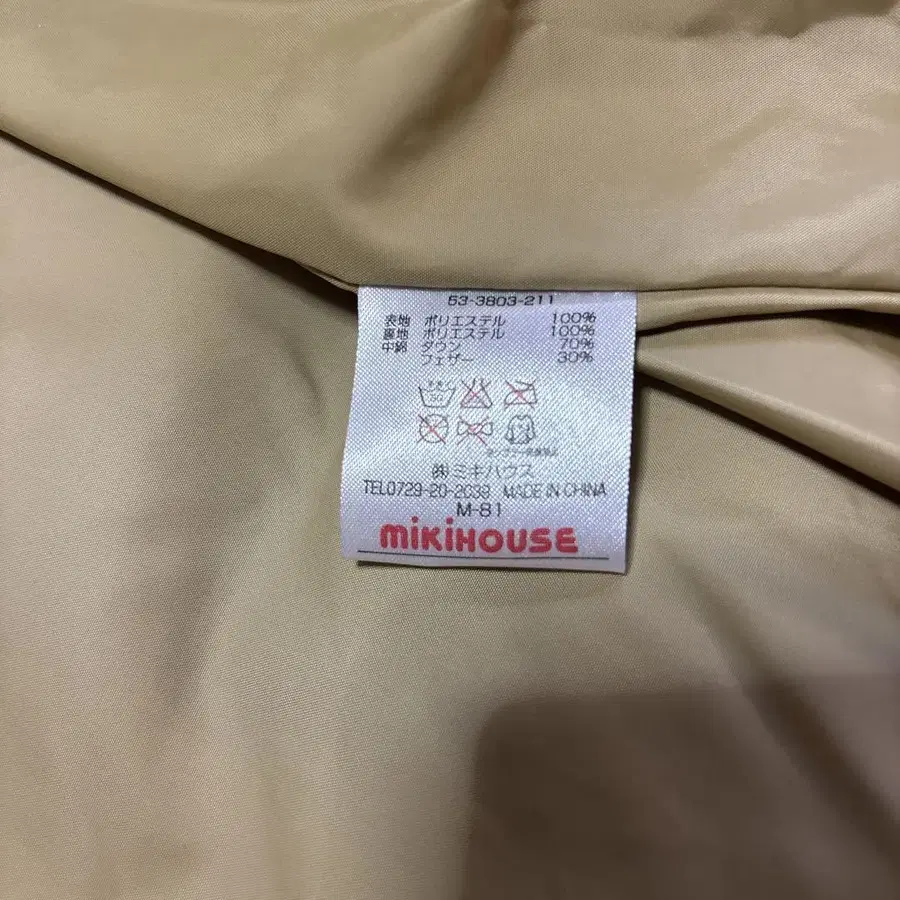 53-3803-211
表地 ポリエステル 100%
裏地 ポリエステル 100%
中綿 ダウン 70%
フェザー 30%
㈱ミキハウス
TEL0729-20-2039 MADE IN CHINA
M-81
mikiHOUSE